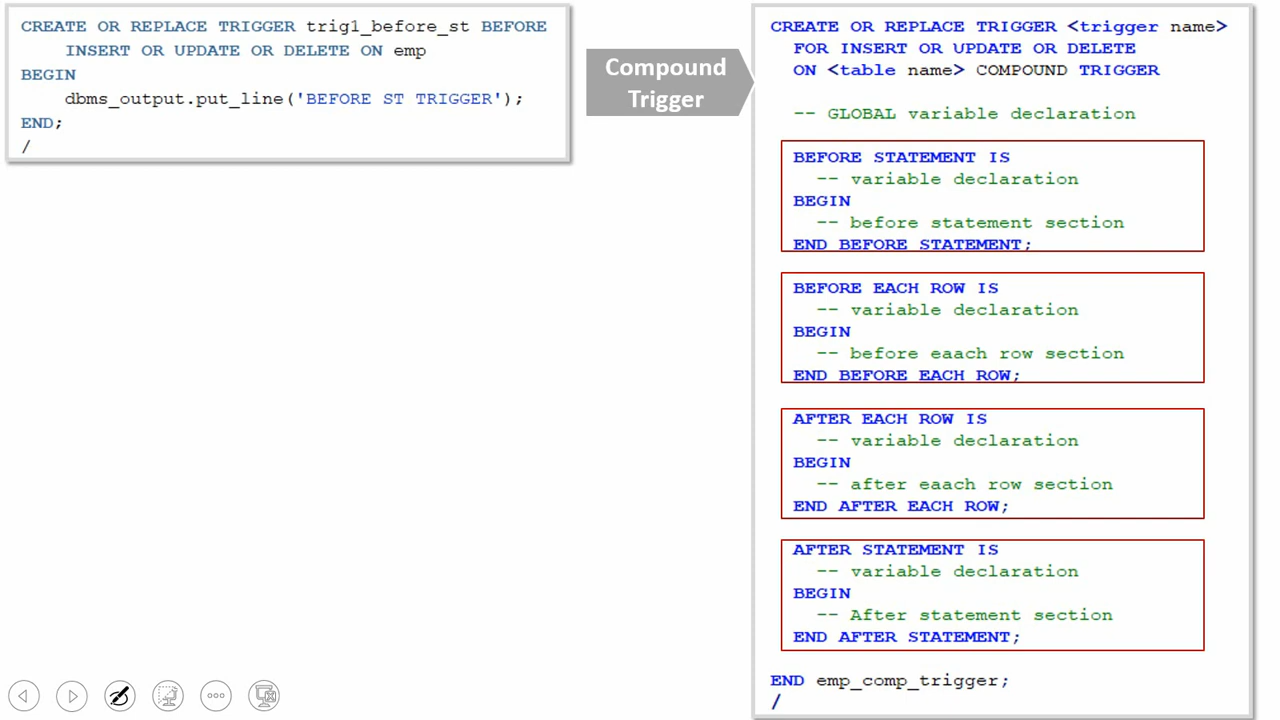 CREATE OR REPLACE TRIGGER trig1_before_st BEFORE
INSERT OR UPDATE OR DELETE ON emp
BEGIN
dbms_output.put_line('BEFORE ST TRIGGER');
END;
/
Compound
Trigger
CREATE OR REPLACE TRIGGER <trigger name>
FOR INSERT OR UPDATE OR DELETE
ON <table name> COMPOUND TRIGGER
-- GLOBAL variable declaration
BEFORE STATEMENT IS
-- variable declaration
BEGIN
-- before statement section
END BEFORE STATEMENT;
BEFORE EACH ROW IS
-- variable declaration
BEGIN
-- before eaach row section
END BEFORE EACH ROW;
AFTER EACH ROW IS
-- variable declaration
BEGIN
-- after eaach row section
END AFTER EACH ROW;
AFTER STATEMENT IS
-- variable declaration
BEGIN
-- After statement section
END AFTER STATEMENT;
END emp_comp_trigger;
/